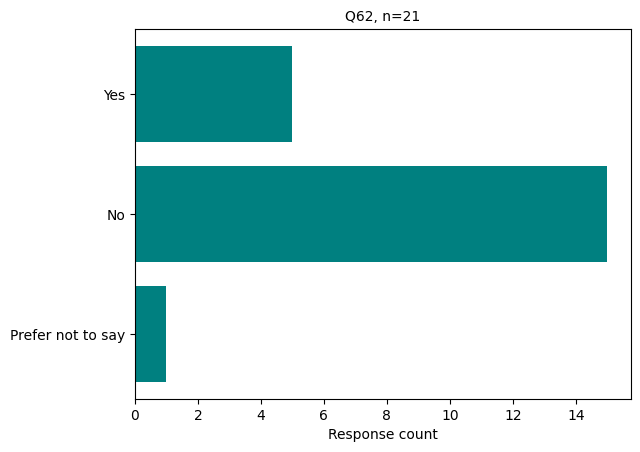 Q62, n=21
Yes
No
Prefer not to say
0 2 4 6 8 10 12 14
Response count